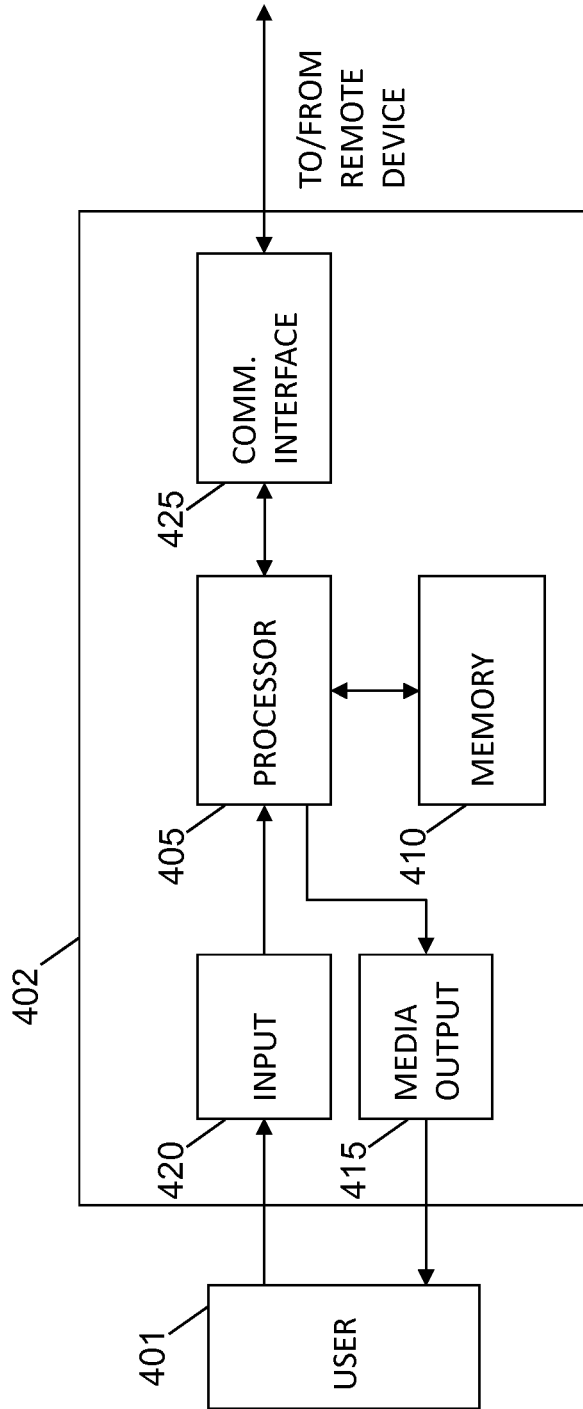 402
401
USER
420
INPUT
415
MEDIA
OUTPUT
405
PROCESSOR
410
MEMORY
425
COMM.
INTERFACE
TO/FROM
REMOTE
DEVICE